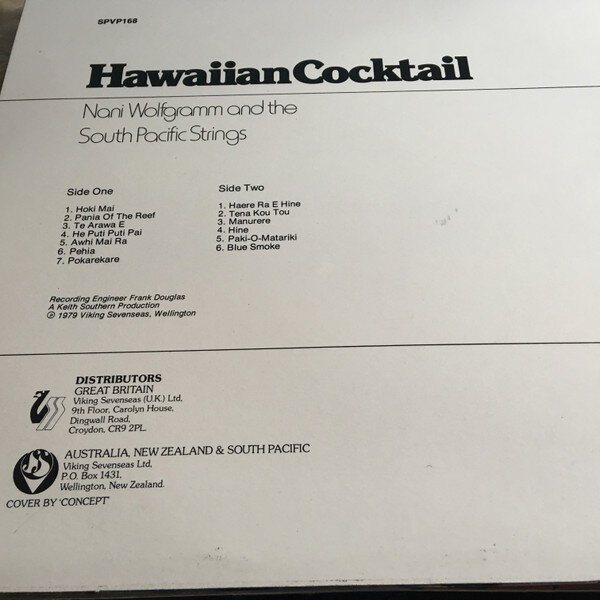 SPVP168
Hawaiian Cocktail
Nani Wolfgramm and the
South Pacific Strings
Side One
1. Hoki Mai
2. Pania Of The Reef
3. Te Arawa E
4. He Puti Puti Pai
5. Awhi Mai Ra
6. Pehia
7. Pokarekare
Side Two
1. Haere Ra E Hine
2. Tena Kou Tou
3. Manurere
4. Hine
5. Paki-O-Matariki
6. Blue Smoke
Recording Engineer Frank Douglas
A Keith Southern Production
℗ 1979 Viking Sevenseas, Wellington
DISTRIBUTORS
GREAT BRITAIN
Viking Sevenseas (U.K.) Ltd,
9th Floor, Carolyn House,
Dingwall Road,
Croydon, CR9 2PL.
AUSTRALIA, NEW ZEALAND & SOUTH PACIFIC
Viking Sevenseas Ltd,
P.O. Box 1431,
Wellington, New Zealand.
COVER BY 'CONCEPT'